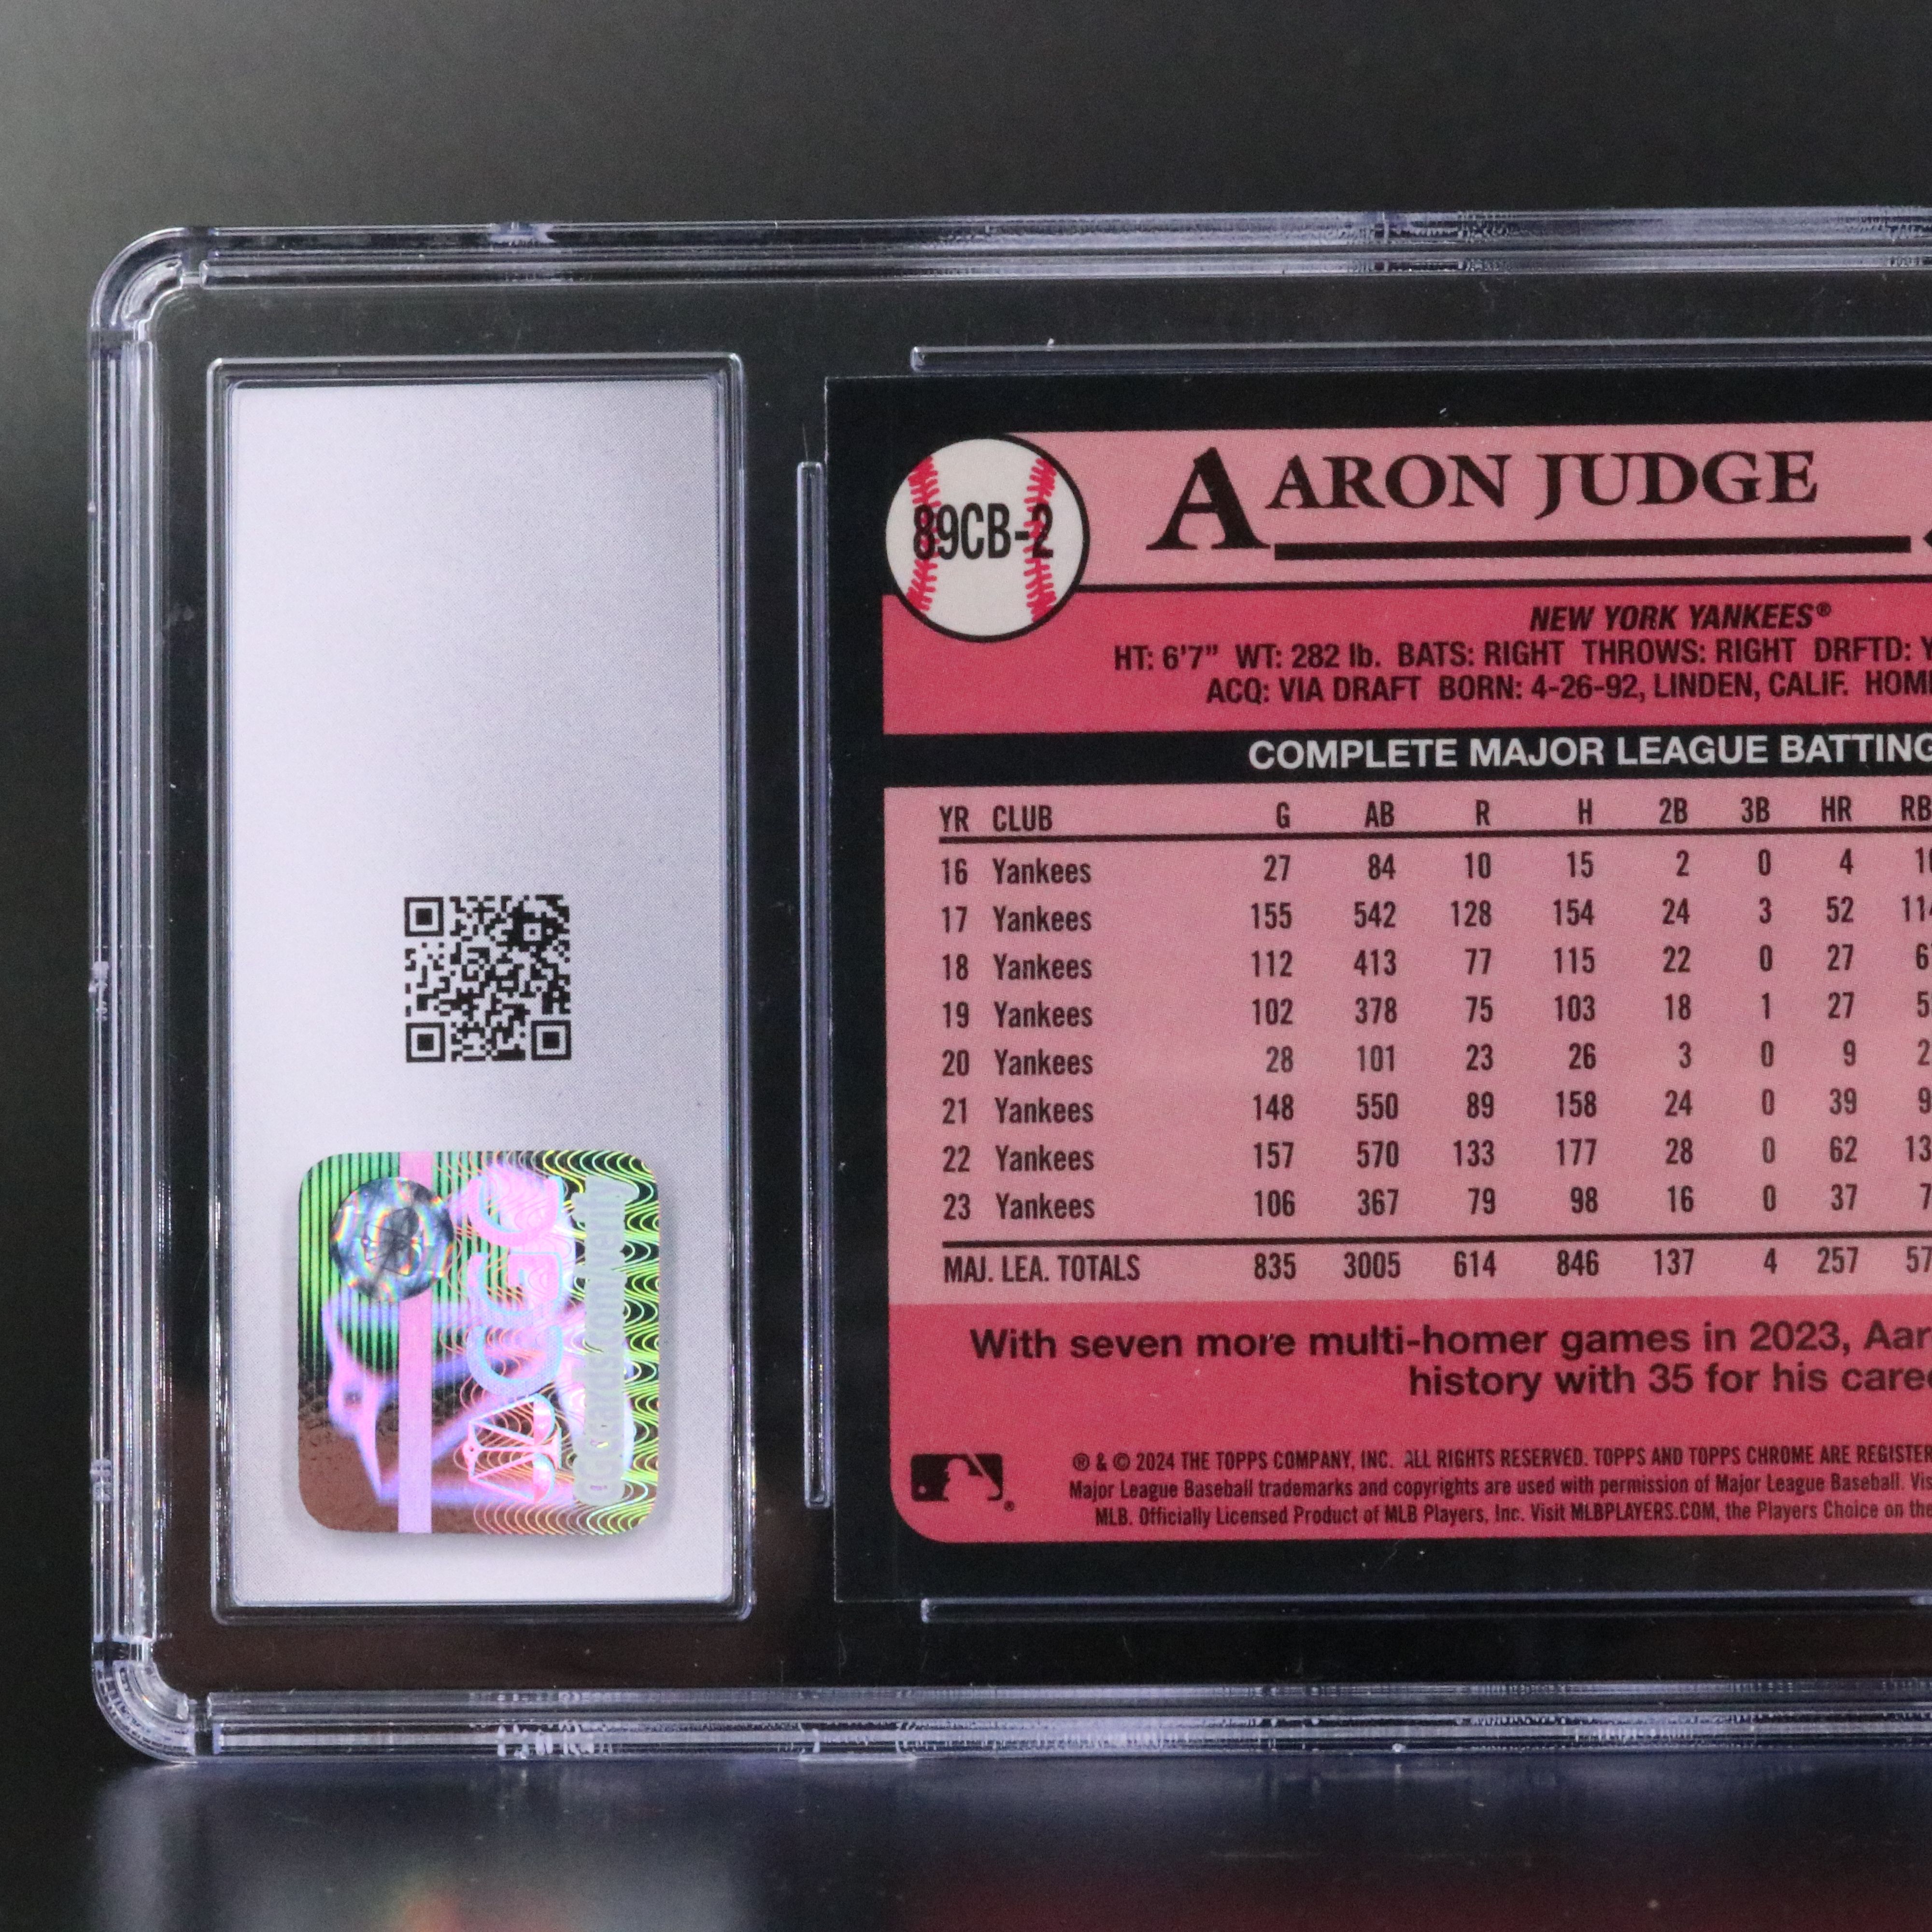 89CB-2
AARON JUDGE
NEW YORK YANKEES®
HT: 6'7" WT: 282 lb. BATS: RIGHT THROWS: RIGHT DRFTD:
ACQ: VIA DRAFT BORN: 4-26-92, LINDEN, CALIF.
COMPLETE MAJOR LEAGUE BATTING
YR CLUB G AB R H 2B 3B HR
16 Yankees 27 84 10 15 2 0 4
17 Yankees 155 542 128 154 24 3 52
18 Yankees 112 413 77 115 22 0 27
19 Yankees 102 378 75 103 18 1 27
20 Yankees 28 101 23 26 3 0 9
21 Yankees 148 550 89 158 24 0 39
22 Yankees 157 570 133 177 28 0 62
23 Yankees 106 367 79 98 16 0 37
MAJ. LEA. TOTALS 835 3005 614 846 137 4 257
With seven more multi-homer games in 2023,
history with 35 for his
® & © 2024 THE TOPPS COMPANY, INC. ALL RIGHTS RESERVED. TOPPS AND TOPPS CHROME ARE
Major League Baseball trademarks and copyrights are used with permission of Major League Baseball.
MLB. Officially Licensed Product of MLB Players, Inc. Visit MLBPLAYERS.COM, the Players Choice on
CGC
cgccards.com/verify